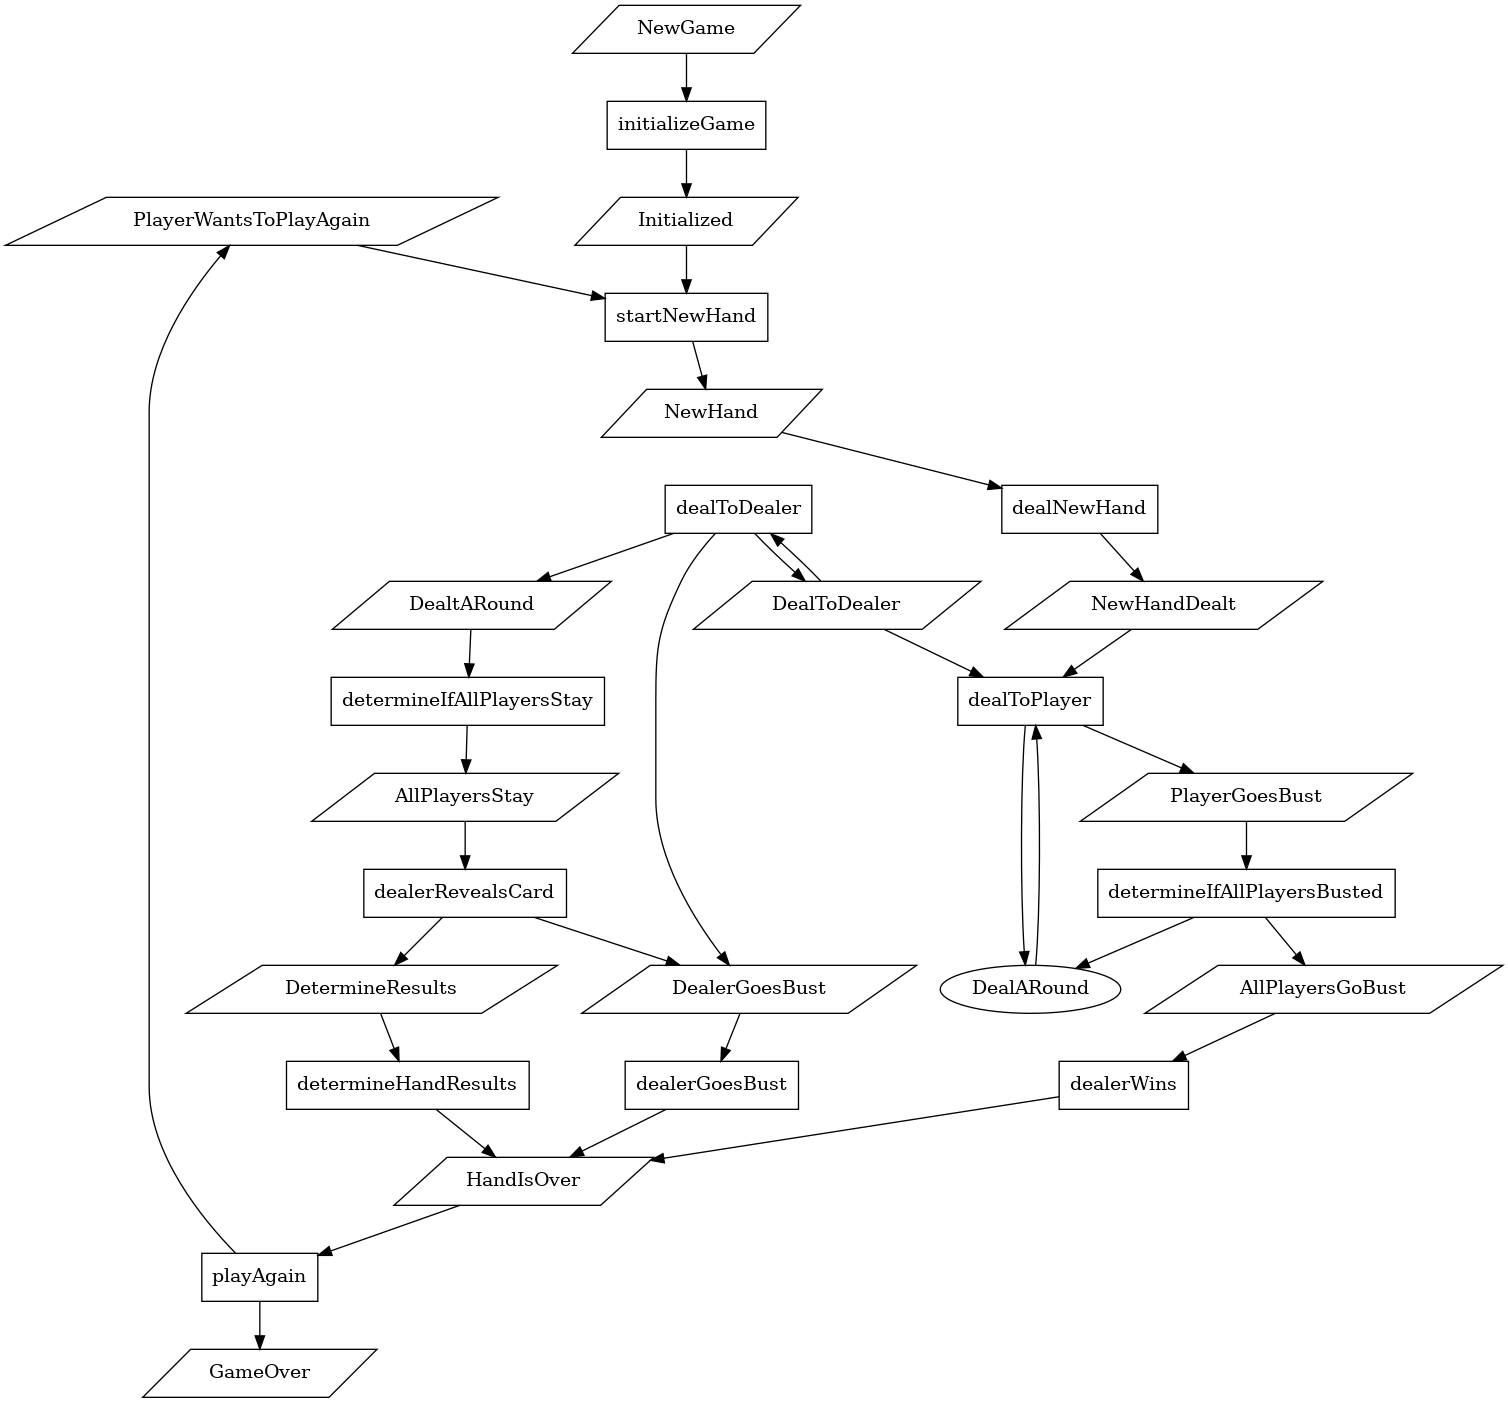 NewGame
initializeGame
PlayerWantsToPlayAgain
Initialized
startNewHand
NewHand
dealToDealer
dealNewHand
DealtARound
DealToDealer
NewHandDealt
determineIfAllPlayersStay
dealToPlayer
AllPlayersStay
PlayerGoesBust
dealerRevealsCard
determineIfAllPlayersBusted
DetermineResults
DealerGoesBust
DealARound
AllPlayersGoBust
determineHandResults
dealerGoesBust
dealerWins
HandIsOver
playAgain
GameOver